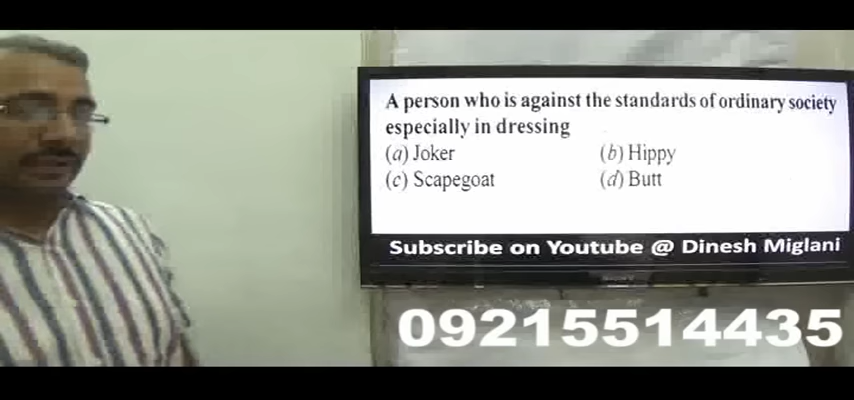 A person who is against the standards of ordinary society
especially in dressing
(a) Joker (b) Hippy
(c) Scapegoat (d) Butt
Subscribe on Youtube @ Dinesh Miglani
09215514435